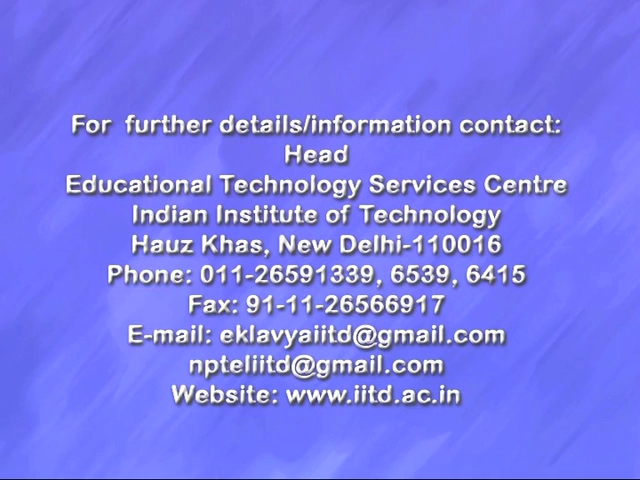 For further details/information contact:
Head
Educational Technology Services Centre
Indian Institute of Technology
Hauz Khas, New Delhi-110016
Phone: 011-26591339, 6539, 6415
Fax: 91-11-26566917
E-mail: eklavyaiitd@gmail.com
npteliitd@gmail.com
Website: www.iitd.ac.in